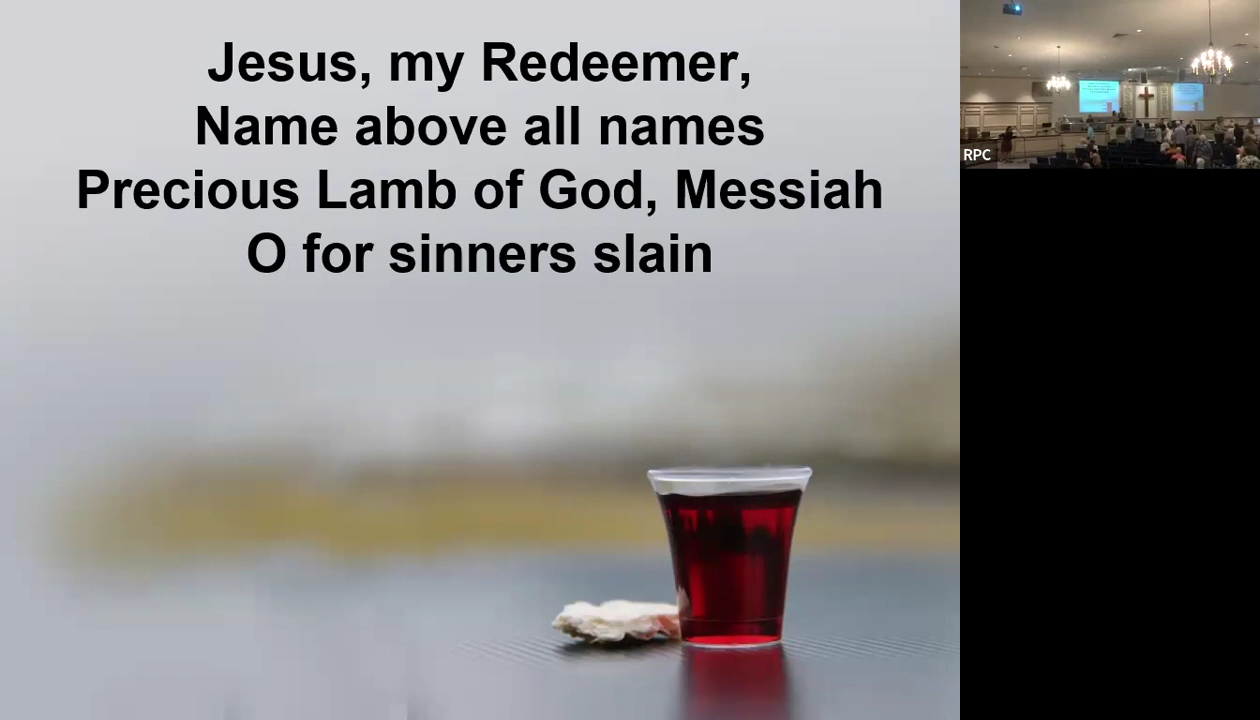 Jesus, my Redeemer,
Name above all names
Precious Lamb of God, Messiah
O for sinners slain
RPC